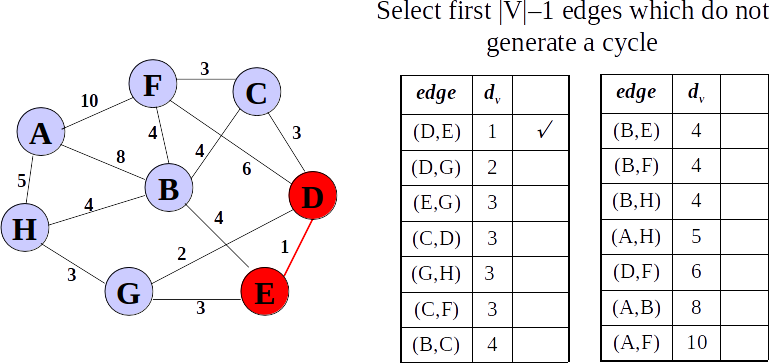 Select first |V|–1 edges which do not
generate a cycle
F
3
C
10
A
4
3
8
4
6
5
B
D
4
H
4
2
1
3
G
3
E
edge dv
(D,E) 1 √
(D,G) 2
(E,G) 3
(C,D) 3
(G,H) 3
(C,F) 3
(B,C) 4
edge dv
(B,E) 4
(B,F) 4
(B,H) 4
(A,H) 5
(D,F) 6
(A,B) 8
(A,F) 10